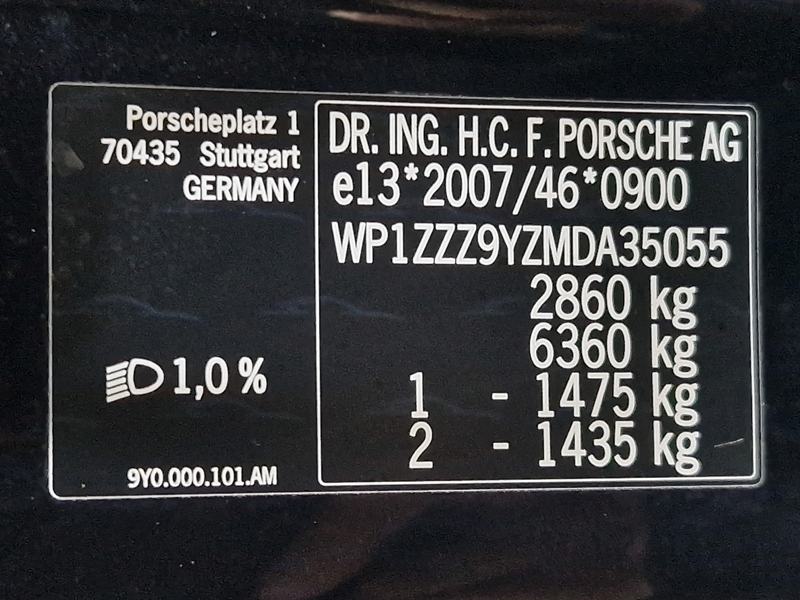 Porscheplatz 1
70435 Stuttgart
GERMANY
1,0 %
9Y0.000.101.AM
DR. ING. H.C. F. PORSCHE AG
e13*2007/46*0900
WP1ZZZ9YZMDA35055
2860 kg
6360 kg
1 - 1475 kg
2 - 1435 kg